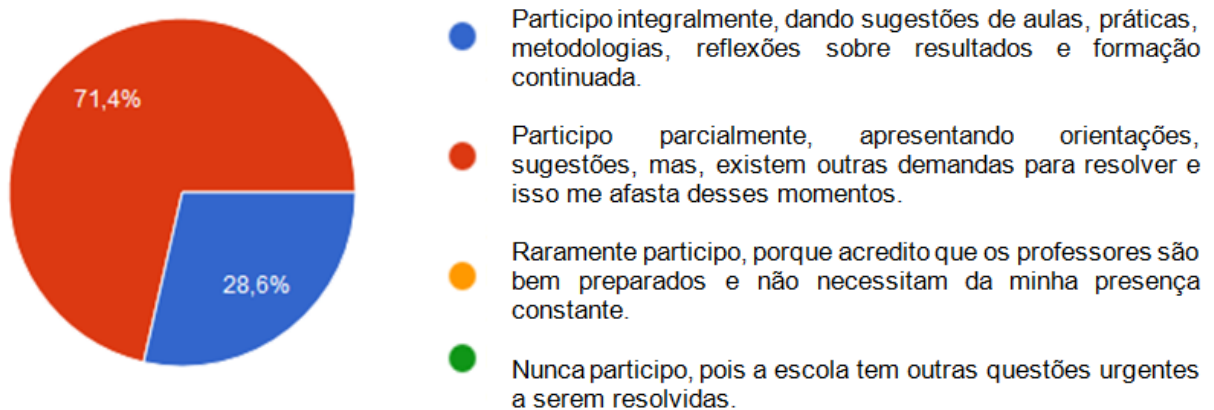 71,4%
28,6%
Participo integralmente, dando sugestões de aulas, práticas,
metodologias, reflexões sobre resultados e formação
continuada.
Participo parcialmente, apresentando orientações,
sugestões, mas, existem outras demandas para resolver e
isso me afasta desses momentos.
Raramente participo, porque acredito que os professores são
bem preparados e não necessitam da minha presença
constante.
Nunca participo, pois a escola tem outras questões urgentes
a serem resolvidas.